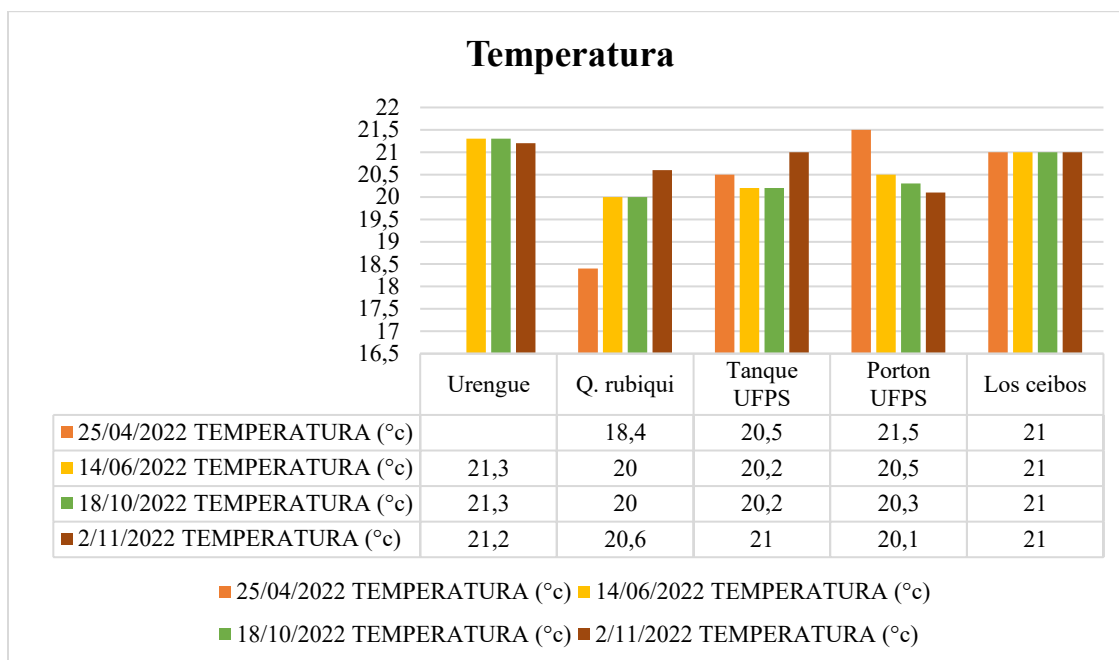 Temperatura
22
21,5
21
20,5
20
19,5
19
18,5
18
17,5
17
16,5
Urengue Q. rubiqui Tanque UFPS Porton UFPS Los ceibos
25/04/2022 TEMPERATURA (°c) 18,4 20,5 21,5 21
14/06/2022 TEMPERATURA (°c) 21,3 20 20,2 20,5 21
18/10/2022 TEMPERATURA (°c) 21,3 20 20,2 20,3 21
2/11/2022 TEMPERATURA (°c) 21,2 20,6 21 20,1 21
25/04/2022 TEMPERATURA (°c) 14/06/2022 TEMPERATURA (°c)
18/10/2022 TEMPERATURA (°c) 2/11/2022 TEMPERATURA (°c)